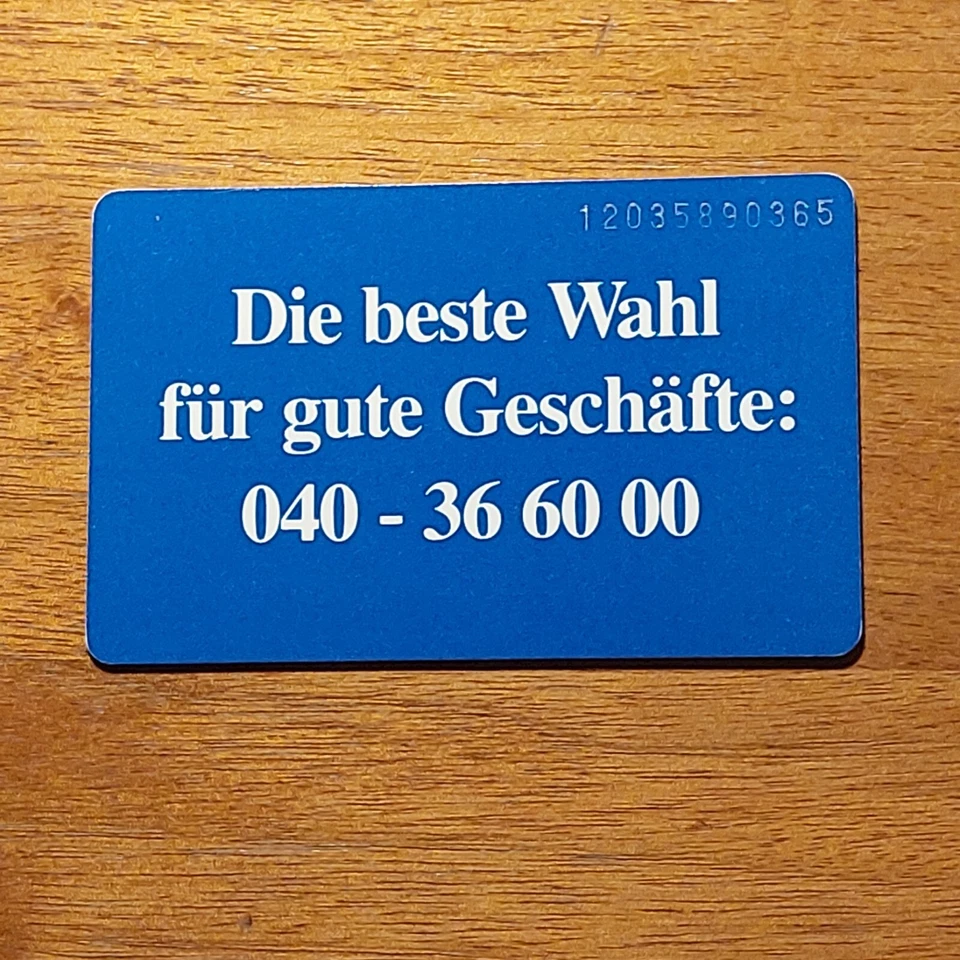 12035890365
Die beste Wahl
für gute Geschäfte:
040 - 36 60 00